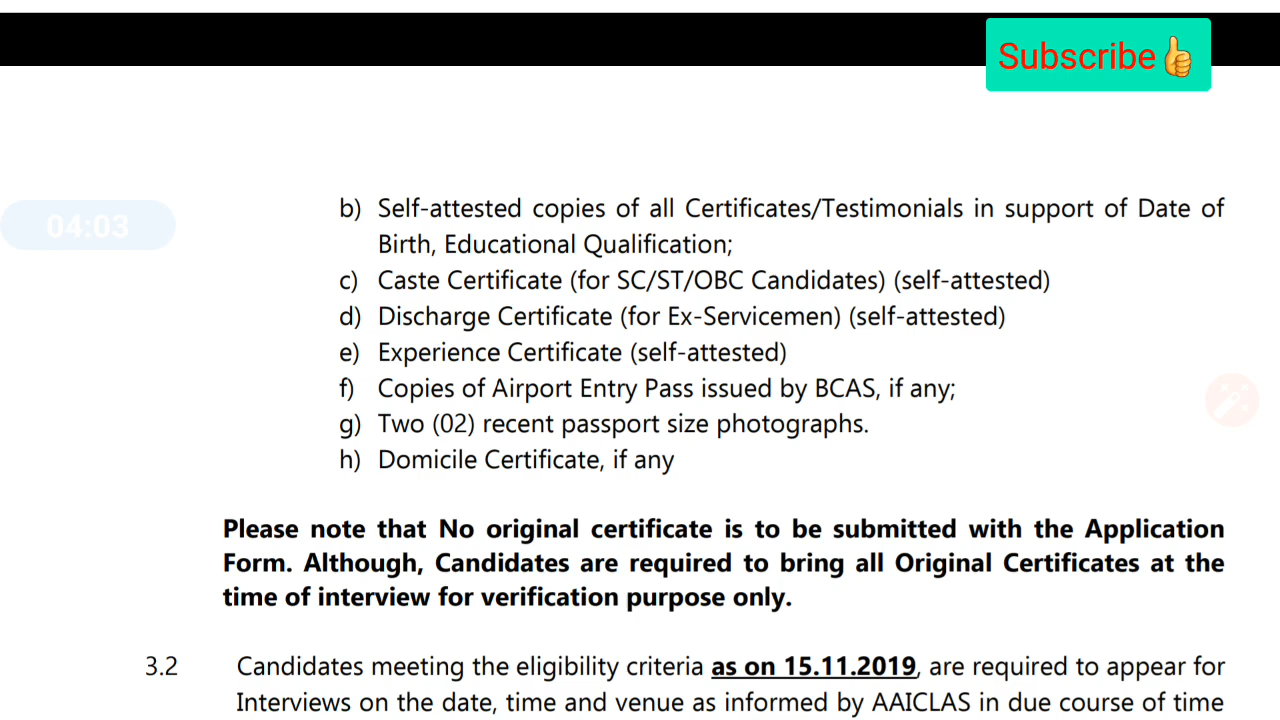 Subscribe👍
b) Self-attested copies of all Certificates/Testimonials in support of Date of
04:03
Birth, Educational Qualification;
c) Caste Certificate (for SC/ST/OBC Candidates) (self-attested)
d) Discharge Certificate (for Ex-Servicemen) (self-attested)
e) Experience Certificate (self-attested)
f) Copies of Airport Entry Pass issued by BCAS, if any;
g) Two (02) recent passport size photographs.
h) Domicile Certificate, if any
Please note that No original certificate is to be submitted with the Application
Form. Although, Candidates are required to bring all Original Certificates at the
time of interview for verification purpose only.
3.2 Candidates meeting the eligibility criteria as on 15.11.2019, are required to appear for
Interviews on the date, time and venue as informed by AAICLAS in due course of time